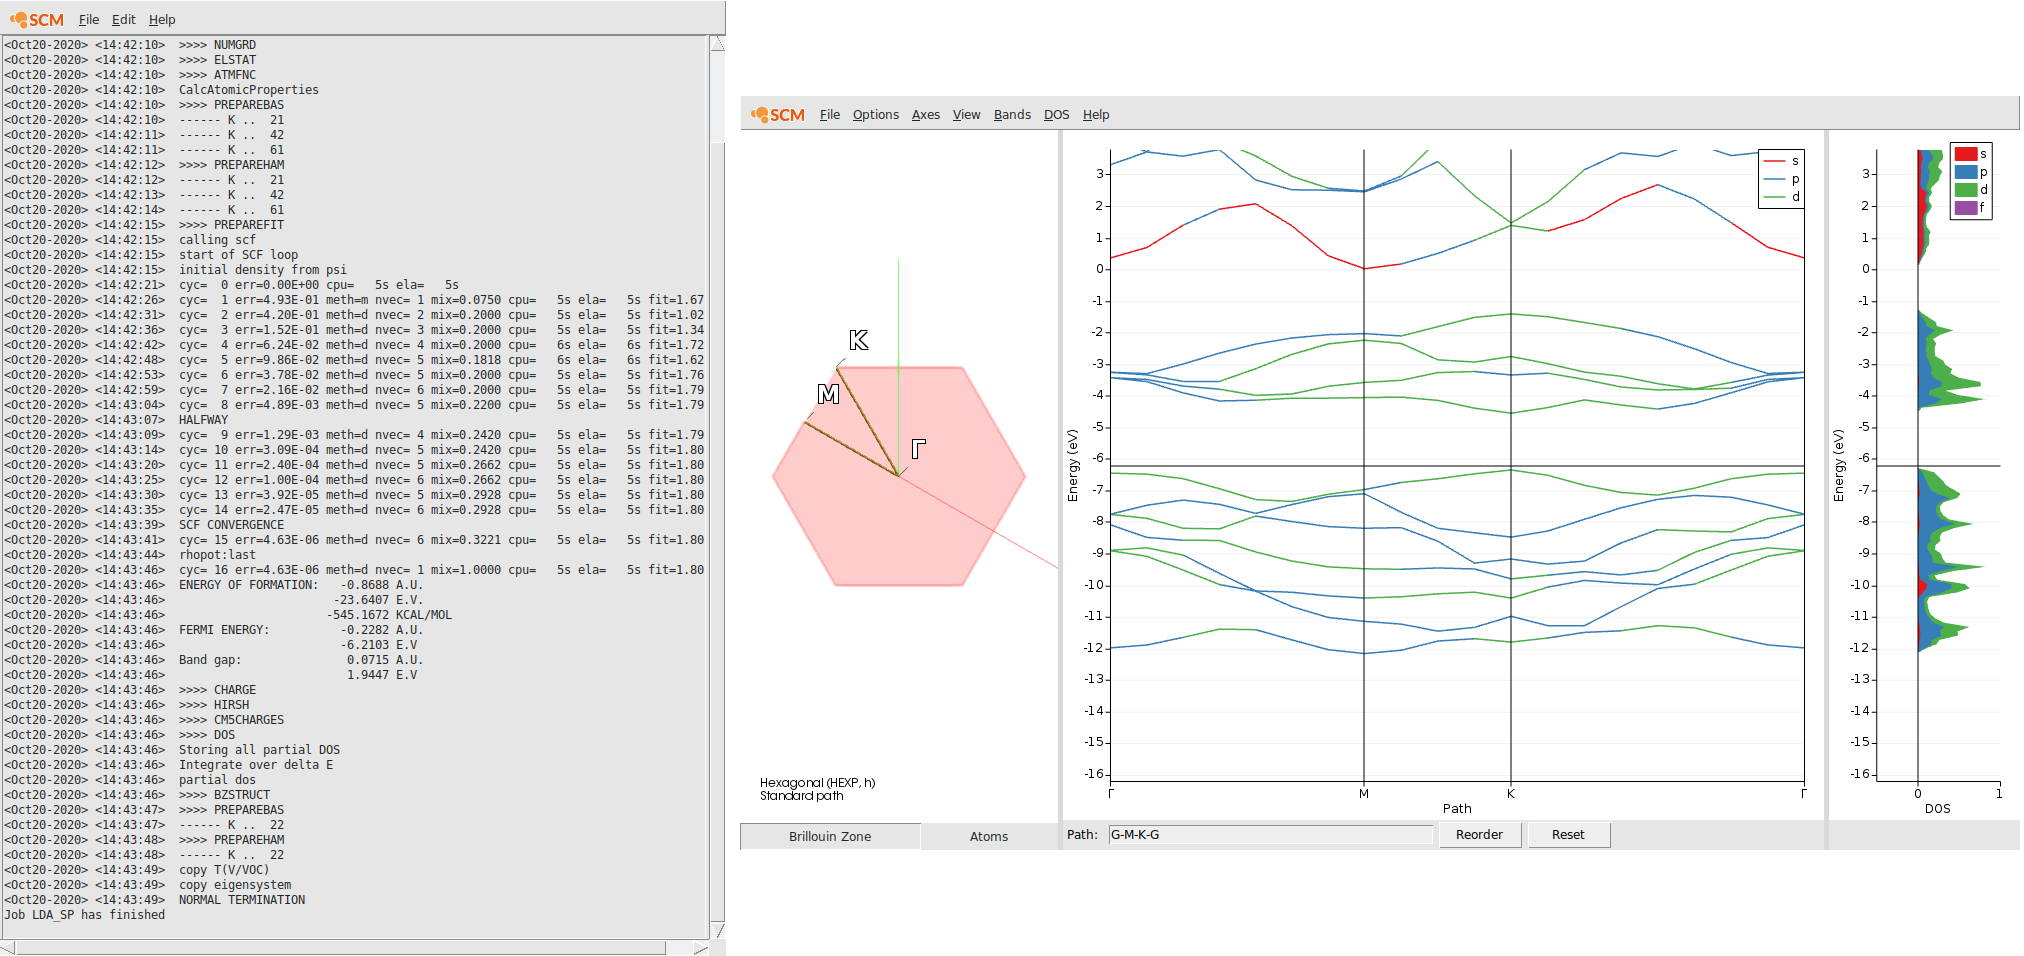 SCM File Edit Help
<Oct20-2020> <14:42:10> >>>> NUMGRD
<Oct20-2020> <14:42:10> >>>> ELSTAT
<Oct20-2020> <14:42:10> >>>> ATMFNC
<Oct20-2020> <14:42:10> CalcAtomicProperties
<Oct20-2020> <14:42:10> >>>> PREPAREBAS
<Oct20-2020> <14:42:10> ------ K .. 21
<Oct20-2020> <14:42:11> ------ K .. 42
<Oct20-2020> <14:42:11> ------ K .. 61
<Oct20-2020> <14:42:12> >>>> PREPAREHAM
<Oct20-2020> <14:42:12> ------ K .. 21
<Oct20-2020> <14:42:13> ------ K .. 42
<Oct20-2020> <14:42:14> ------ K .. 61
<Oct20-2020> <14:42:15> >>>> PREPAREFIT
<Oct20-2020> <14:42:15> calling scf
<Oct20-2020> <14:42:15> start of SCF loop
<Oct20-2020> <14:42:15> initial density from psi
<Oct20-2020> <14:42:21> cyc= 0 err=0.00E+00 cpu= 5s ela= 5s
<Oct20-2020> <14:42:26> cyc= 1 err=4.93E-01 meth=m nvec= 1 mix=0.0750 cpu= 5s ela= 5s fit=1.67
<Oct20-2020> <14:42:31> cyc= 2 err=4.20E-01 meth=d nvec= 2 mix=0.2000 cpu= 5s ela= 5s fit=1.02
<Oct20-2020> <14:42:36> cyc= 3 err=1.52E-01 meth=d nvec= 3 mix=0.2000 cpu= 5s ela= 5s fit=1.34
<Oct20-2020> <14:42:42> cyc= 4 err=6.24E-02 meth=d nvec= 4 mix=0.2000 cpu= 6s ela= 6s fit=1.72
<Oct20-2020> <14:42:48> cyc= 5 err=9.86E-02 meth=d nvec= 5 mix=0.1818 cpu= 6s ela= 6s fit=1.62
<Oct20-2020> <14:42:53> cyc= 6 err=3.78E-02 meth=d nvec= 5 mix=0.2000 cpu= 5s ela= 5s fit=1.76
<Oct20-2020> <14:42:59> cyc= 7 err=2.16E-02 meth=d nvec= 6 mix=0.2000 cpu= 5s ela= 5s fit=1.79
<Oct20-2020> <14:43:04> cyc= 8 err=4.89E-03 meth=d nvec= 5 mix=0.2200 cpu= 5s ela= 5s fit=1.79
<Oct20-2020> <14:43:07> HALFWAY
<Oct20-2020> <14:43:09> cyc= 9 err=1.29E-03 meth=d nvec= 4 mix=0.2420 cpu= 5s ela= 5s fit=1.79
<Oct20-2020> <14:43:14> cyc= 10 err=3.09E-04 meth=d nvec= 5 mix=0.2420 cpu= 5s ela= 5s fit=1.80
<Oct20-2020> <14:43:20> cyc= 11 err=2.40E-04 meth=d nvec= 5 mix=0.2662 cpu= 5s ela= 5s fit=1.80
<Oct20-2020> <14:43:25> cyc= 12 err=1.00E-04 meth=d nvec= 6 mix=0.2662 cpu= 5s ela= 5s fit=1.80
<Oct20-2020> <14:43:30> cyc= 13 err=3.92E-05 meth=d nvec= 5 mix=0.2928 cpu= 5s ela= 5s fit=1.80
<Oct20-2020> <14:43:35> cyc= 14 err=2.47E-05 meth=d nvec= 6 mix=0.2928 cpu= 5s ela= 5s fit=1.80
<Oct20-2020> <14:43:39> SCF CONVERGENCE
<Oct20-2020> <14:43:41> cyc= 15 err=4.63E-06 meth=d nvec= 6 mix=0.3221 cpu= 5s ela= 5s fit=1.80
<Oct20-2020> <14:43:44> rhopot:last
<Oct20-2020> <14:43:46> cyc= 16 err=4.63E-06 meth=d nvec= 1 mix=1.0000 cpu= 5s ela= 5s fit=1.80
<Oct20-2020> <14:43:46> ENERGY OF FORMATION: -0.8688 A.U.
<Oct20-2020> <14:43:46> -23.6407 E.V.
<Oct20-2020> <14:43:46> -545.1672 KCAL/MOL
<Oct20-2020> <14:43:46> FERMI ENERGY: -0.2282 A.U.
<Oct20-2020> <14:43:46> -6.2103 E.V
<Oct20-2020> <14:43:46> Band gap: 0.0715 A.U.
<Oct20-2020> <14:43:46> 1.9447 E.V
<Oct20-2020> <14:43:46> >>>> CHARGE
<Oct20-2020> <14:43:46> >>>> HIRSH
<Oct20-2020> <14:43:46> >>>> CM5CHARGES
<Oct20-2020> <14:43:46> >>>> DOS
<Oct20-2020> <14:43:46> Storing all partial DOS
<Oct20-2020> <14:43:46> Integrate over delta E
<Oct20-2020> <14:43:46> partial dos
<Oct20-2020> <14:43:46> >>>> BZSTRUCT
<Oct20-2020> <14:43:47> >>>> PREPAREBAS
<Oct20-2020> <14:43:47> ------ K .. 22
<Oct20-2020> <14:43:48> >>>> PREPAREHAM
<Oct20-2020> <14:43:48> ------ K .. 22
<Oct20-2020> <14:43:49> copy T(V/VOC)
<Oct20-2020> <14:43:49> copy eigensystem
<Oct20-2020> <14:43:49> NORMAL TERMINATION
Job LDA_SP has finished
SCM File Options Axes View Bands DOS Help
K
M
Γ
Hexagonal (HEXP, h)
Standard path
Brillouin Zone Atoms
Energy (eV)
3
2
1
0
-1
-2
-3
-4
-5
-6
-7
-8
-9
-10
-11
-12
-13
-14
-15
-16
s
p
d
Γ M K Γ
Path
Path: G-M-K-G Reorder Reset
Energy (eV)
3
2
1
0
-1
-2
-3
-4
-5
-6
-7
-8
-9
-10
-11
-12
-13
-14
-15
-16
s
p
d
f
0 1
DOS